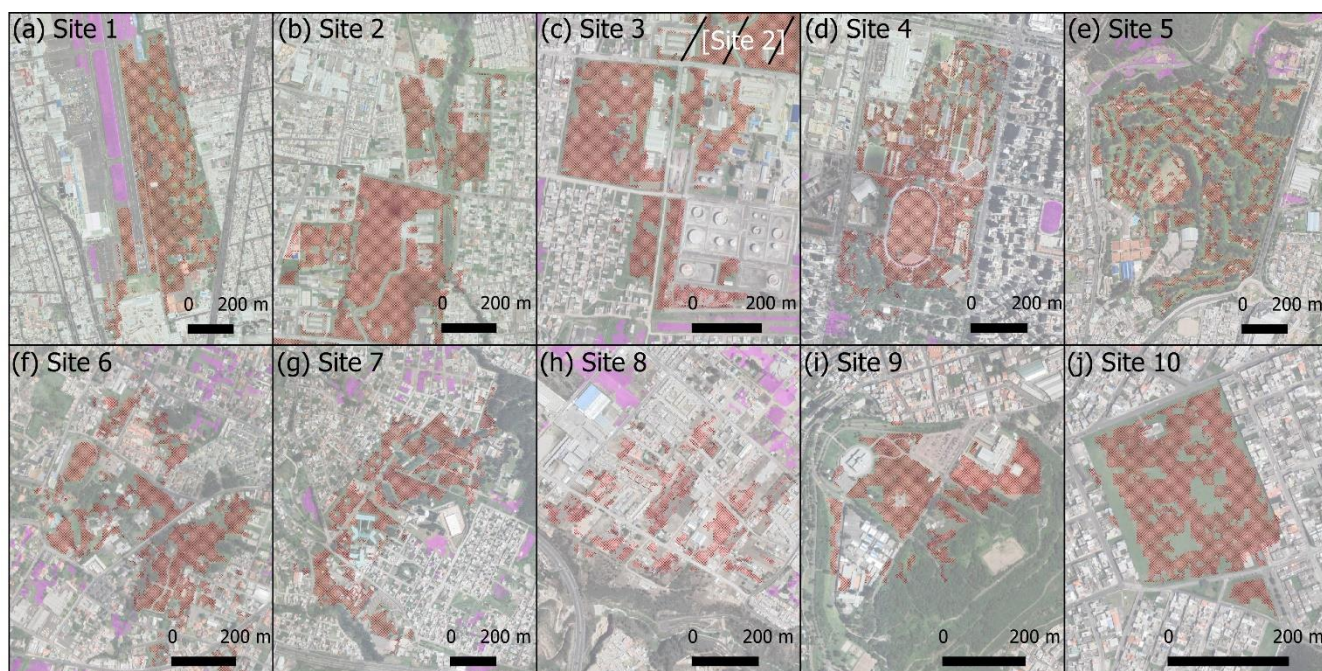 (a) Site 1
0 200 m
(b) Site 2
0 200 m
(c) Site 3
[Site 2]
0 200 m
(d) Site 4
0 200 m
(e) Site 5
0 200 m
(f) Site 6
0 200 m
(g) Site 7
0 200 m
(h) Site 8
0 200 m
(i) Site 9
0 200 m
(j) Site 10
0 200 m